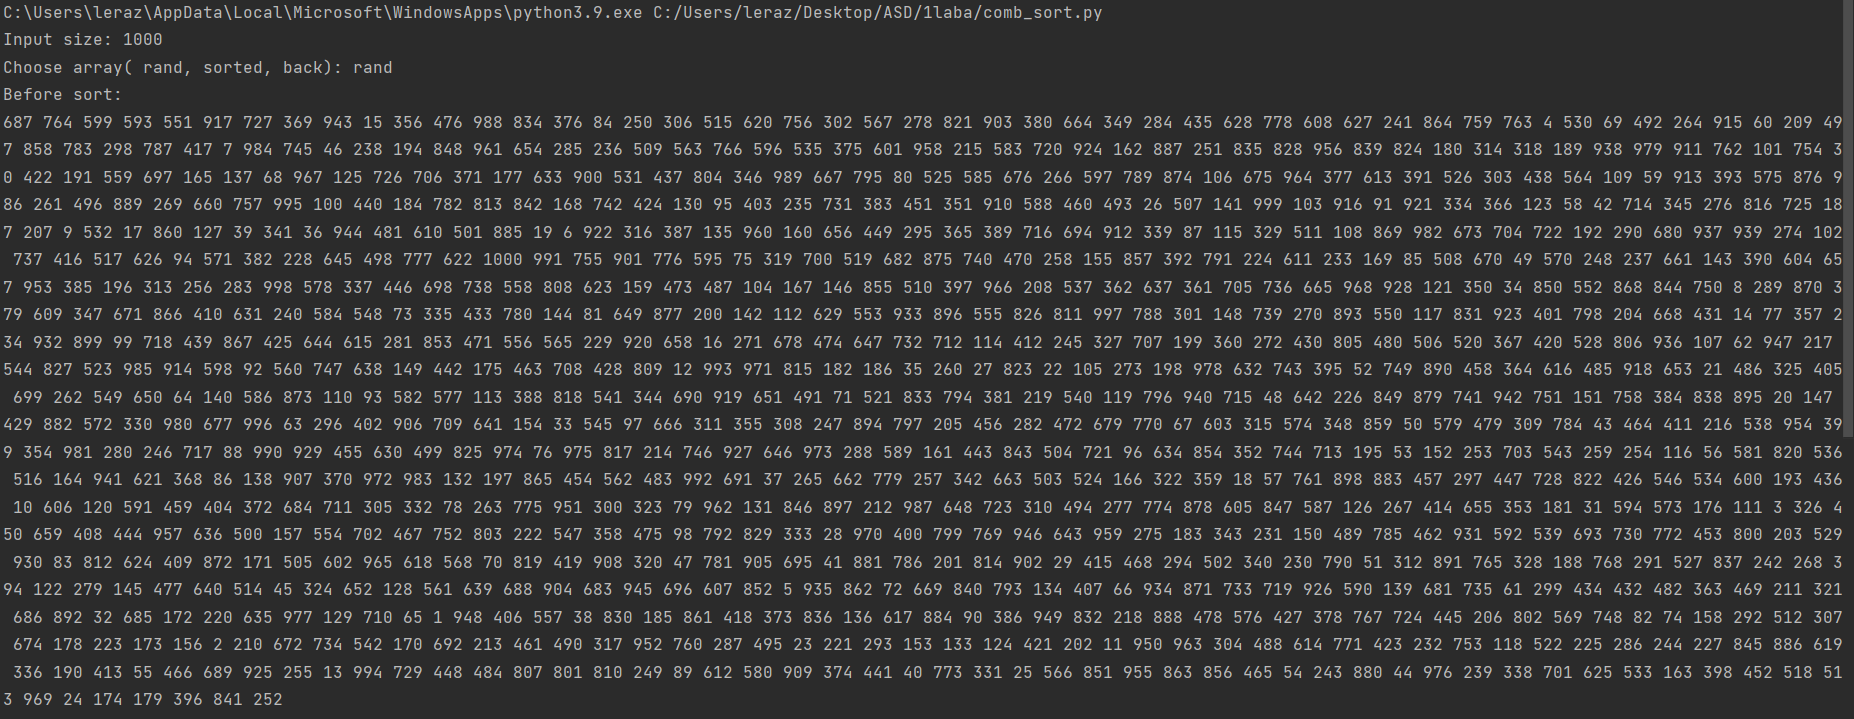 C:\Users\leraz\AppData\Local\Microsoft\WindowsApps\python3.9.exe C:/Users/leraz/Desktop/ASD/1laba/comb_sort.py
Input size: 1000
Choose array( rand, sorted, back): rand
Before sort:
687 764 599 593 551 917 727 369 943 15 356 476 988 834 376 84 250 306 515 620 756 302 567 278 821 903 380 664 349 284 435 628 778 608 627 241 864 759 763 4 530 69 492 264 915 60 209 49
7 858 783 298 787 417 7 984 745 46 238 194 848 961 654 285 236 509 563 766 596 535 375 601 958 215 583 720 924 162 887 251 835 828 956 839 824 180 314 318 189 938 979 911 762 101 754 3
0 422 191 559 697 165 137 68 967 125 726 706 371 177 633 900 531 437 804 346 989 667 795 80 525 585 676 266 597 789 874 106 675 964 377 613 391 526 303 438 564 109 59 913 393 575 876 9
86 261 496 889 269 660 757 995 100 440 184 782 813 842 168 742 424 130 95 403 235 731 383 451 351 910 588 460 493 26 507 141 999 103 916 91 921 334 366 123 58 42 714 345 276 816 725 18
7 207 9 532 17 860 127 39 341 36 944 481 610 501 885 19 6 922 316 387 135 960 160 656 449 295 365 389 716 694 912 339 87 115 329 511 108 869 982 673 704 722 192 290 680 937 939 274 102
 737 416 517 626 94 571 382 228 645 498 777 622 1000 991 755 901 776 595 75 319 700 519 682 875 740 470 258 155 857 392 791 224 611 233 169 85 508 670 49 570 248 237 661 143 390 604 65
7 953 385 196 313 256 283 998 578 337 446 698 738 558 808 623 159 473 487 104 167 146 855 510 397 966 208 537 362 637 361 705 736 665 968 928 121 350 34 850 552 868 844 750 8 289 870 3
79 609 347 671 866 410 631 240 584 548 73 335 433 780 144 81 649 877 200 142 112 629 553 933 896 555 826 811 997 788 301 148 739 270 893 550 117 831 923 401 798 204 668 431 14 77 357 2
34 932 899 99 718 439 867 425 644 615 281 853 471 556 565 229 920 658 16 271 678 474 647 732 712 114 412 245 327 707 199 360 272 430 805 480 506 520 367 420 528 806 936 107 62 947 217
544 827 523 985 914 598 92 560 747 638 149 442 175 463 708 428 809 12 993 971 815 182 186 35 260 27 823 22 105 273 198 978 632 743 395 52 749 890 458 364 616 485 918 653 21 486 325 405
 699 262 549 650 64 140 586 873 110 93 582 577 113 388 818 541 344 690 919 651 491 71 521 833 794 381 219 540 119 796 940 715 48 642 226 849 879 741 942 751 151 758 384 838 895 20 147
429 882 572 330 980 677 996 63 296 402 906 709 641 154 33 545 97 666 311 355 308 247 894 797 205 456 282 472 679 770 67 603 315 574 348 859 50 579 479 309 784 43 464 411 216 538 954 39
9 354 981 280 246 717 88 990 929 455 630 499 825 974 76 975 817 214 746 927 646 973 288 589 161 443 843 504 721 96 634 854 352 744 713 195 53 152 253 703 543 259 254 116 56 581 820 536
 516 164 941 621 368 86 138 907 370 972 983 132 197 865 454 562 483 992 691 37 265 662 779 257 342 663 503 524 166 322 359 18 57 761 898 883 457 297 447 728 822 426 546 534 600 193 436
 10 606 120 591 459 404 372 684 711 305 332 78 263 775 951 300 323 79 962 131 846 897 212 987 648 723 310 494 277 774 878 605 847 587 126 267 414 655 353 181 31 594 573 176 111 3 326 4
50 659 408 444 957 636 500 157 554 702 467 752 803 222 547 358 475 98 792 829 333 28 970 400 799 769 946 643 959 275 183 343 231 150 489 785 462 931 592 539 693 730 772 453 800 203 529
 930 83 812 624 409 872 171 505 602 965 618 568 70 819 419 908 320 47 781 905 695 41 881 786 201 814 902 29 415 468 294 502 340 230 790 51 312 891 765 328 188 768 291 527 837 242 268 3
94 122 279 145 477 640 514 45 324 652 128 561 639 688 904 683 945 696 607 852 5 935 862 72 669 840 793 134 407 66 934 871 733 719 926 590 139 681 735 61 299 434 432 482 363 469 211 321
 686 892 32 685 172 220 635 977 129 710 65 1 948 406 557 38 830 185 861 418 373 836 136 617 884 90 386 949 832 218 888 478 576 427 378 767 724 445 206 802 569 748 82 74 158 292 512 307
 674 178 223 173 156 2 210 672 734 542 170 692 213 461 490 317 952 760 287 495 23 221 293 153 133 124 421 202 11 950 963 304 488 614 771 423 232 753 118 522 225 286 244 227 845 886 619
 336 190 413 55 466 689 925 255 13 994 729 448 484 807 801 810 249 89 612 580 909 374 441 40 773 331 25 566 851 955 863 856 465 54 243 880 44 976 239 338 701 625 533 163 398 452 518 51
3 969 24 174 179 396 841 252